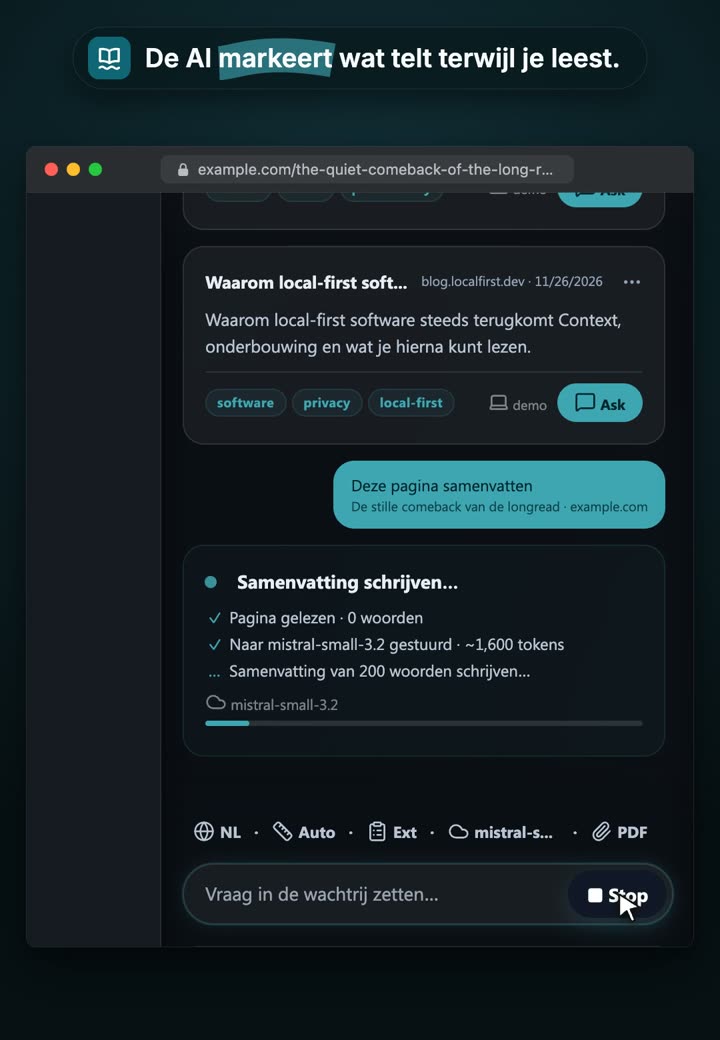 De AI markeert wat telt terwijl je leest.
example.com/the-quiet-comeback-of-the-long-r...
demo
Ask
Waarom local-first soft... blog.localfirst.dev · 11/26/2026
Waarom local-first software steeds terugkomt Context,
onderbouwing en wat je hierna kunt lezen.
software privacy local-first demo Ask
Deze pagina samenvatten
De stille comeback van de longread · example.com
Samenvatting schrijven...
✓ Pagina gelezen · 0 woorden
✓ Naar mistral-small-3.2 gestuurd · ~1,600 tokens
... Samenvatting van 200 woorden schrijven...
mistral-small-3.2
NL · Auto · Ext · mistral-s... · PDF
Vraag in de wachtrij zetten... Stop